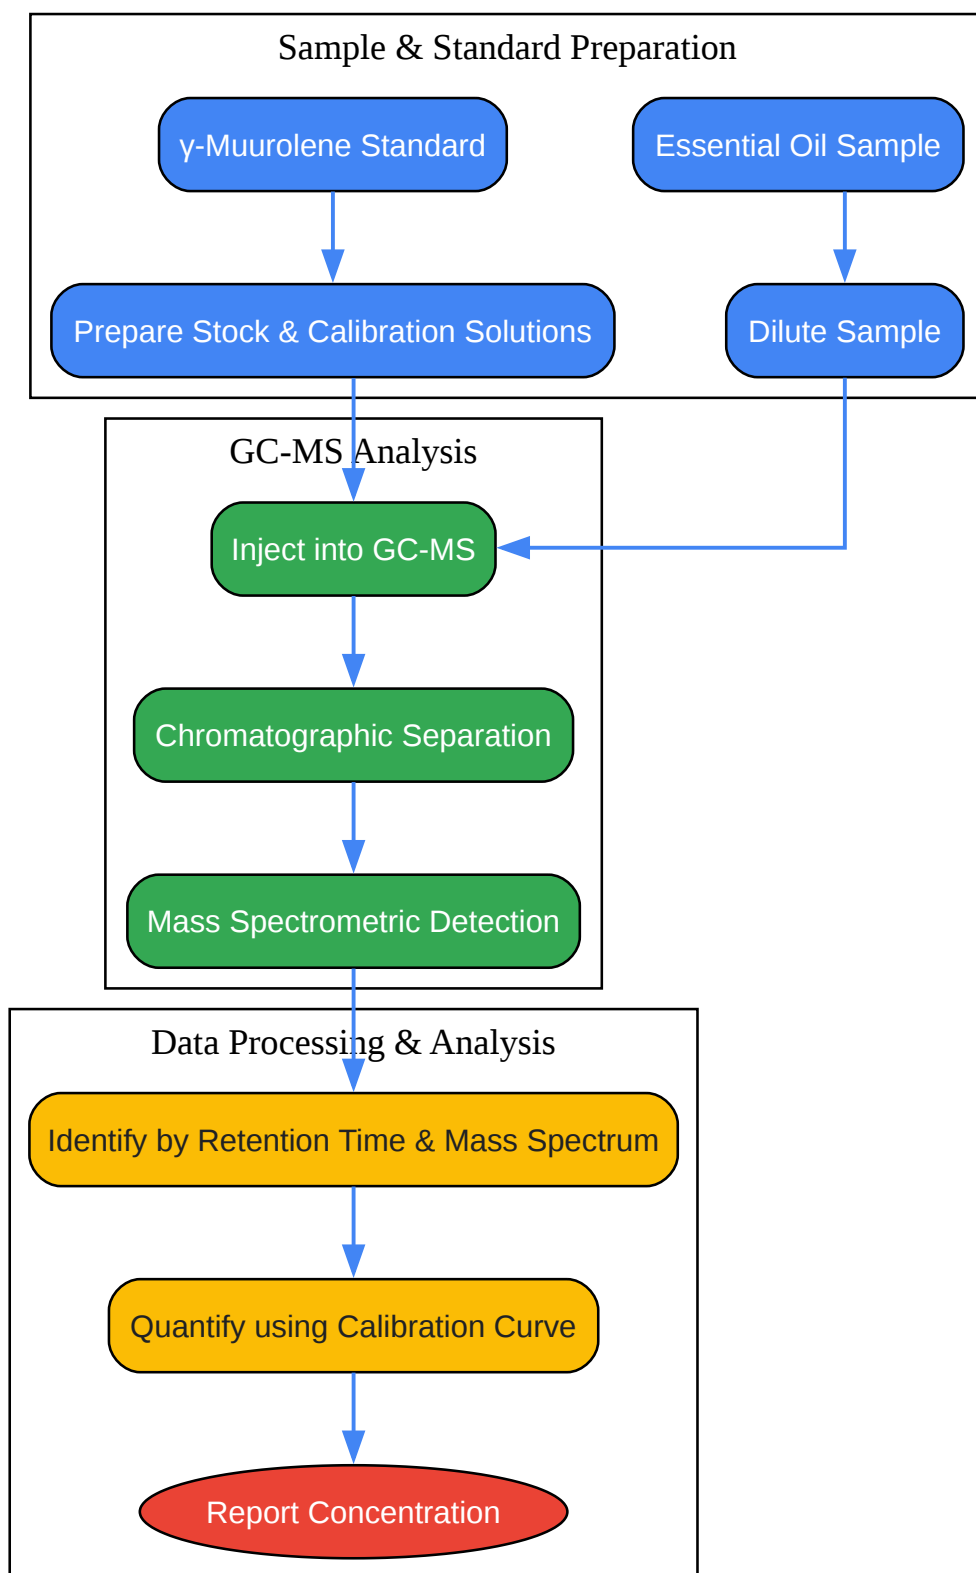 Sample & Standard Preparation
γ-Muurolene Standard
Essential Oil Sample
Prepare Stock & Calibration Solutions
Dilute Sample
GC-MS Analysis
Inject into GC-MS
Chromatographic Separation
Mass Spectrometric Detection
Data Processing & Analysis
Identify by Retention Time & Mass Spectrum
Quantify using Calibration Curve
Report Concentration